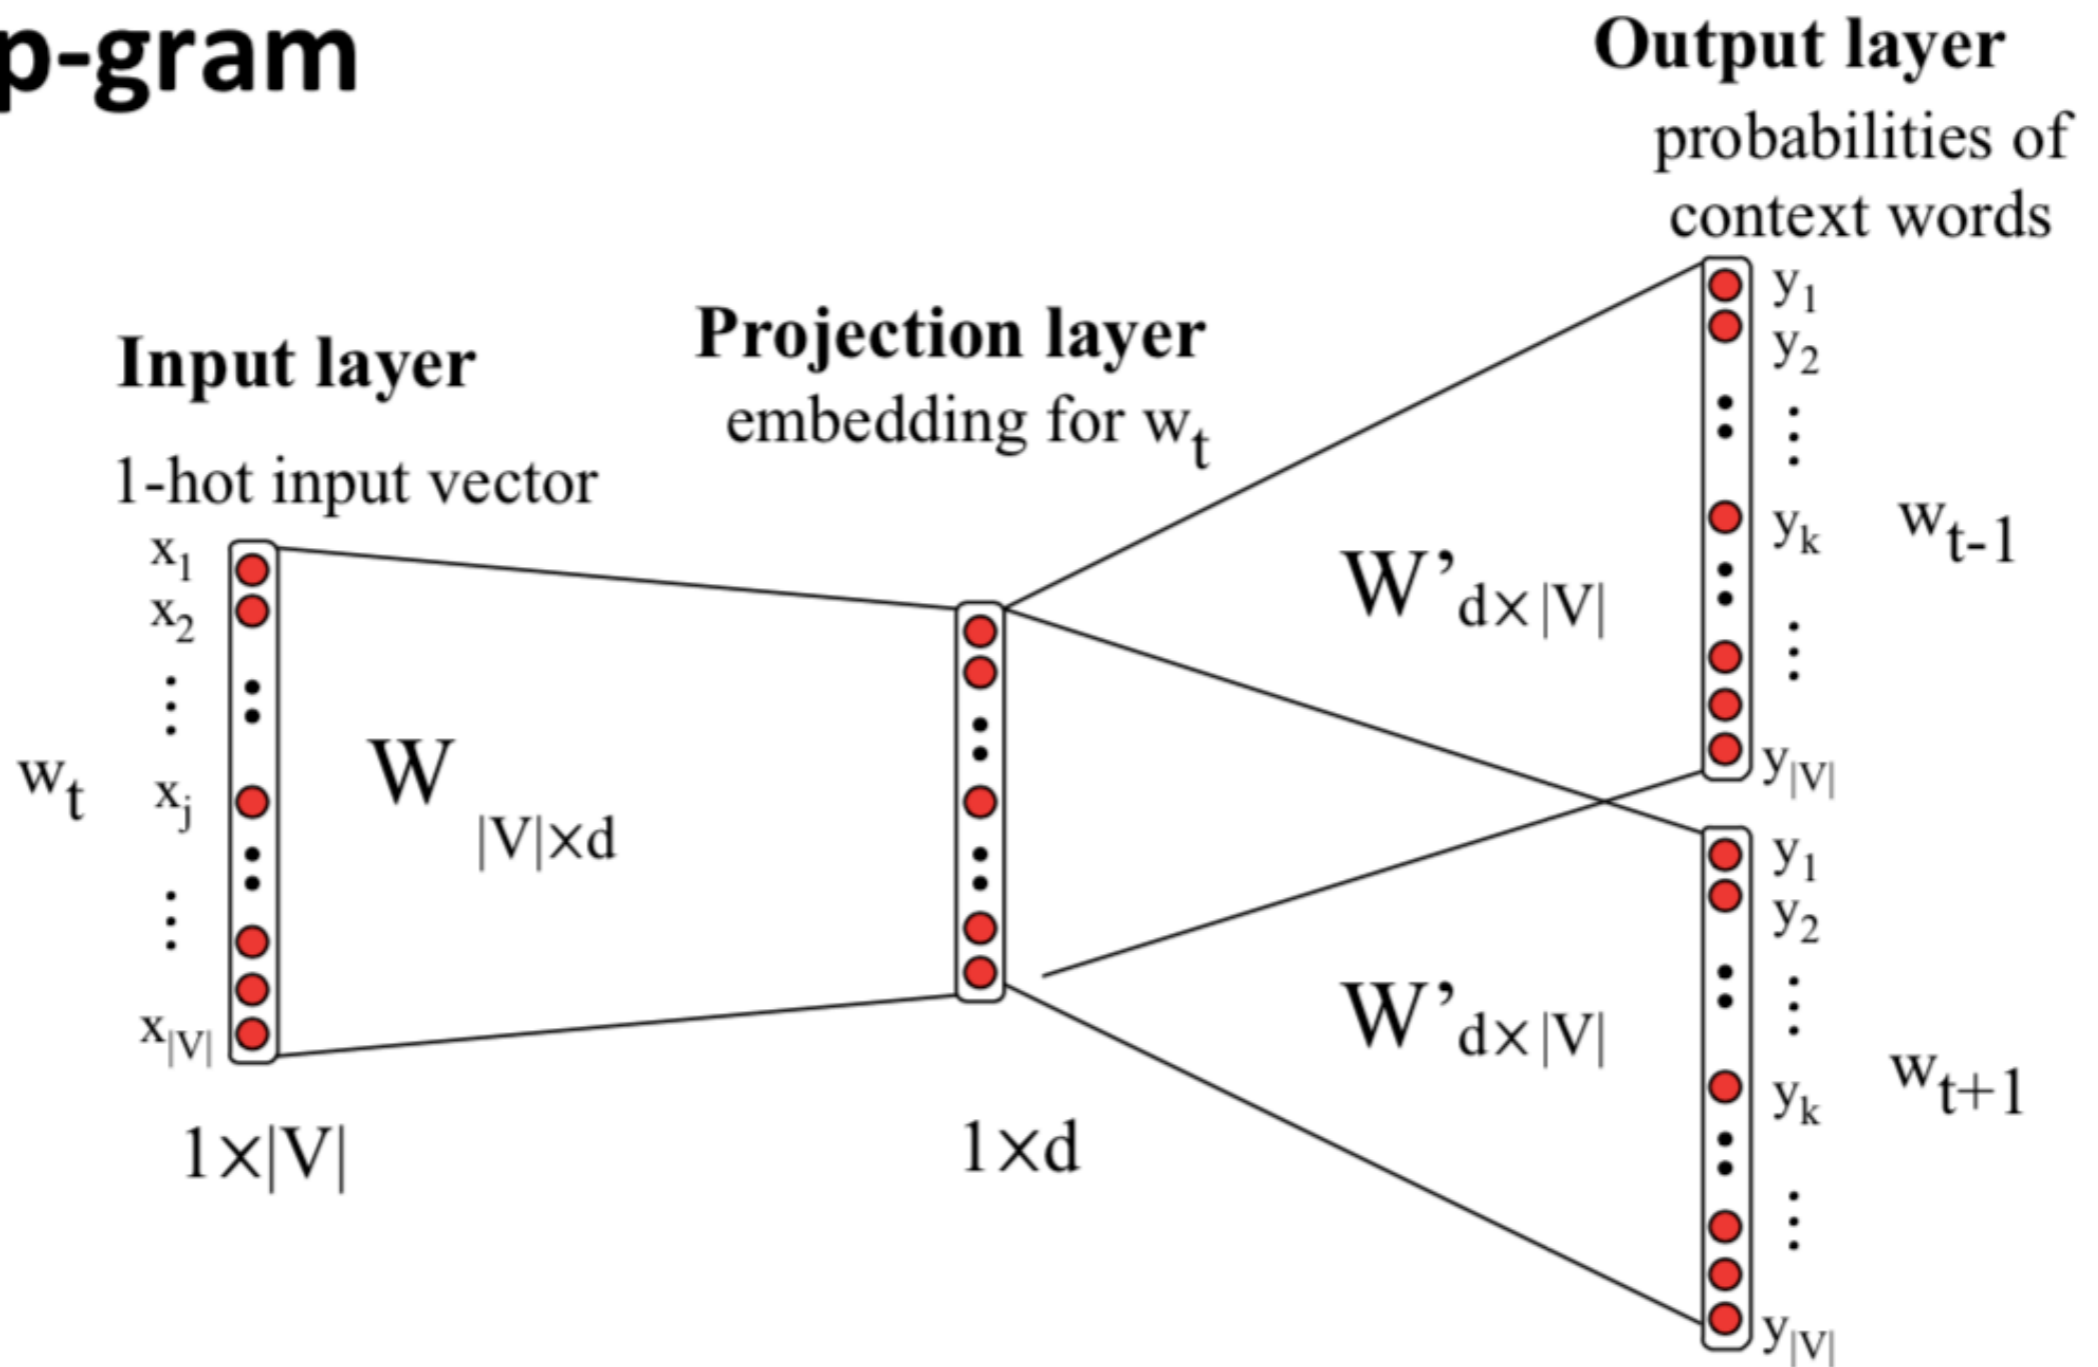 p-gram
Output layer
probabilities of
context words
Projection layer
embedding for wt
Input layer
1-hot input vector
x1
x2
xj
x|V|
wt
W |V|×d
1×|V|
1×d
W’d×|V|
W’d×|V|
y1
y2
yk
y|V|
wt-1
y1
y2
yk
y|V|
wt+1